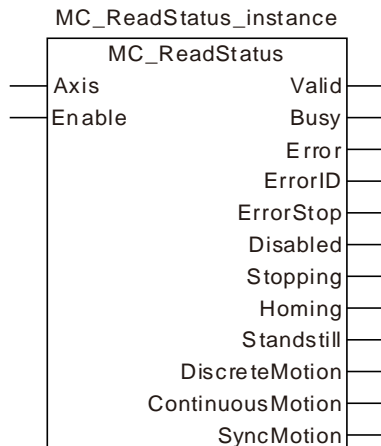 MC_ReadStatus_instance
MC_ReadStatus
Axis Valid
Enable Busy
Error
ErrorID
ErrorStop
Disabled
Stopping
Homing
Standstill
DiscreteMotion
ContinuousMotion
SyncMotion